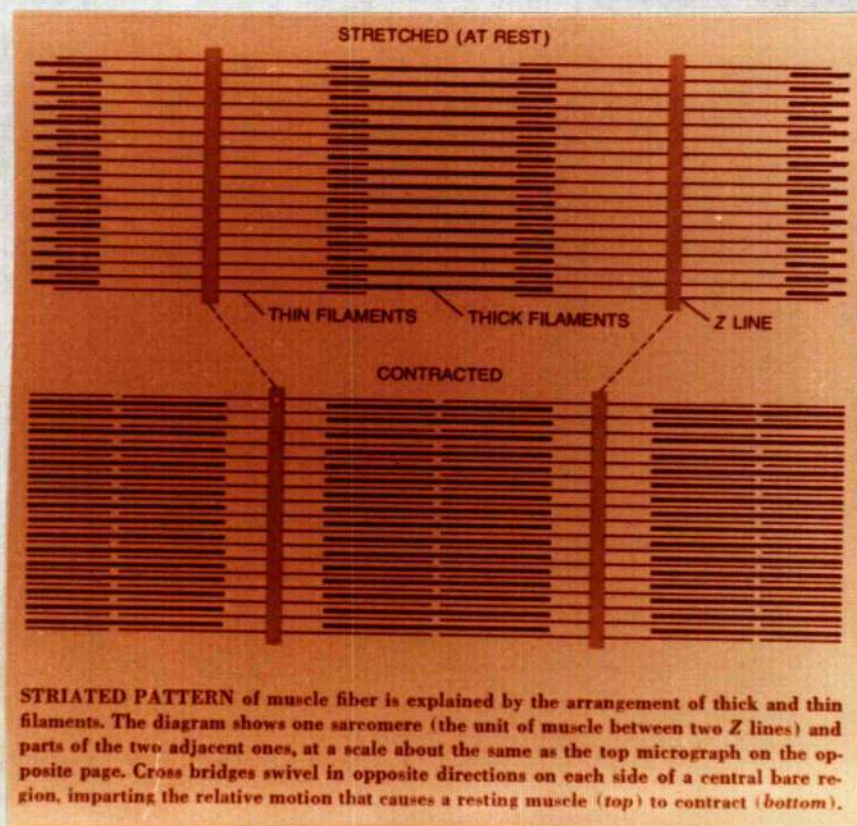 STRETCHED (AT REST)
THIN FILAMENTS THICK FILAMENTS Z LINE
CONTRACTED
STRIATED PATTERN of muscle fiber is explained by the arrangement of thick and thin
filaments. The diagram shows one sarcomere (the unit of muscle between two Z lines) and
parts of the two adjacent ones, at a scale about the same as the top micrograph on the op-
posite page. Cross bridges swivel in opposite directions on each side of a central bare re-
gion, imparting the relative motion that causes a resting muscle (top) to contract (bottom).